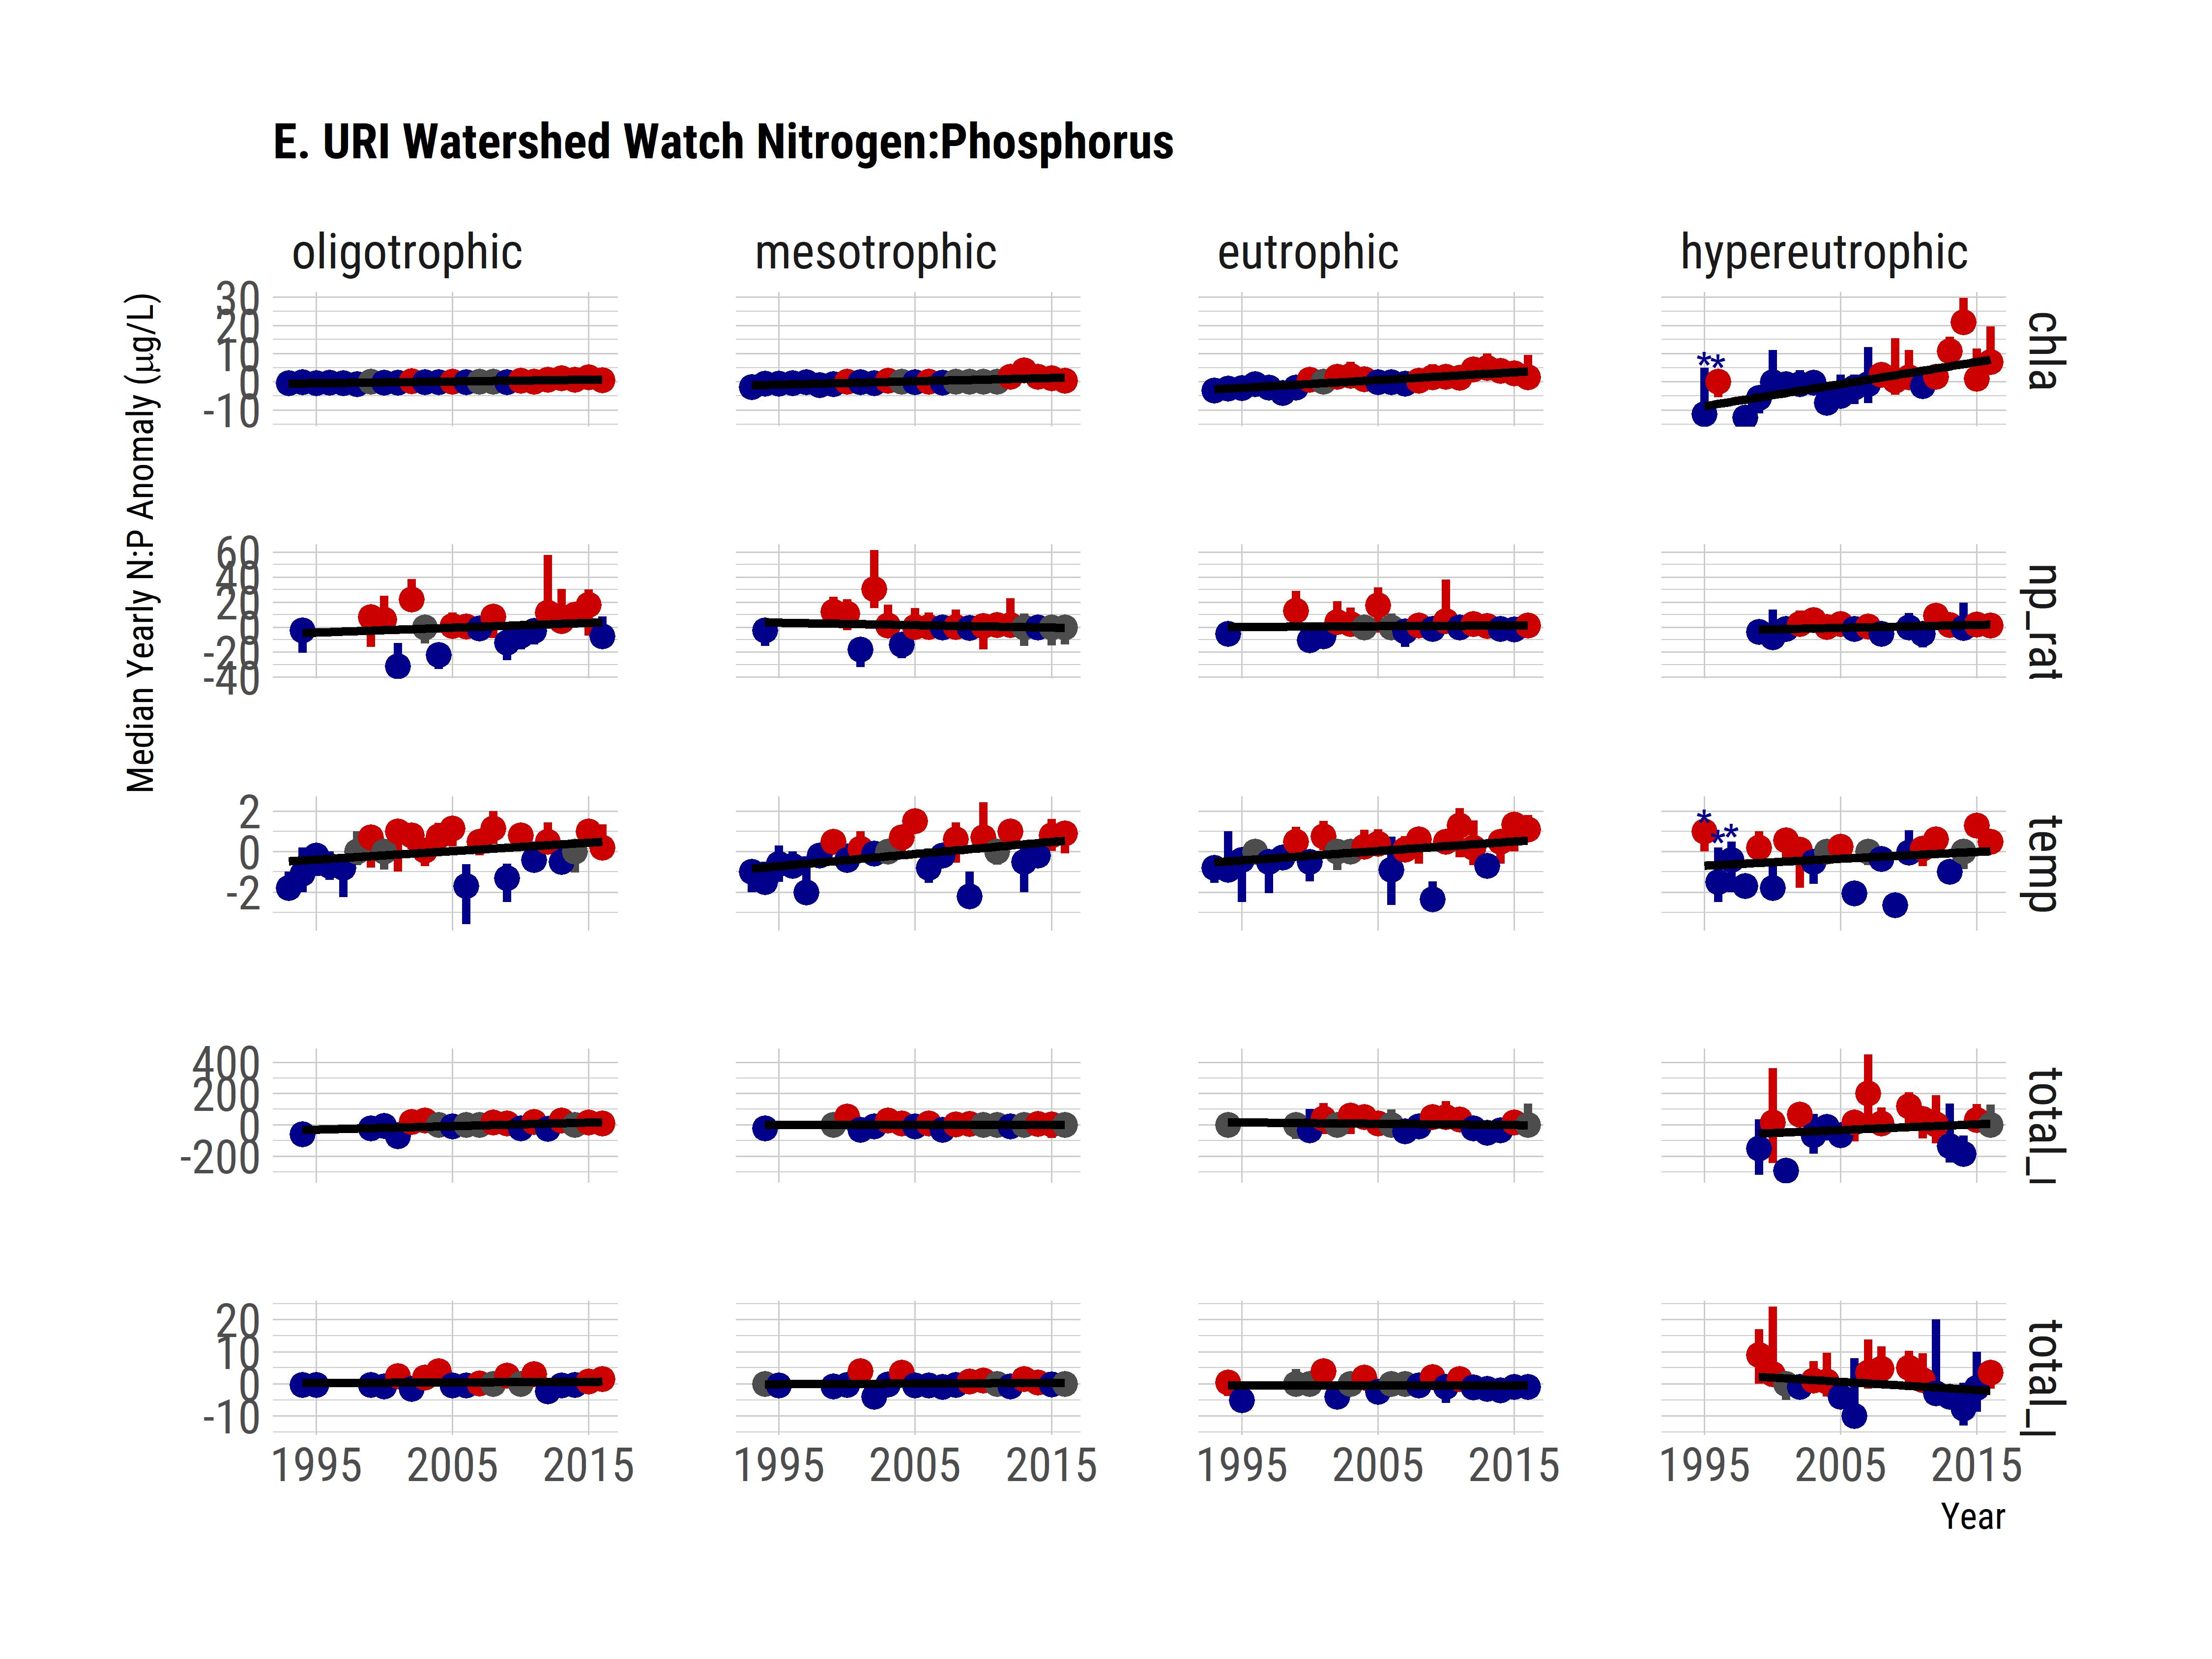 E. URI Watershed Watch Nitrogen:Phosphorus
oligotrophic mesotrophic eutrophic hypereutrophic
Median Yearly N:P Anomaly (µg/L)
30
20
10
0
-10
chla
* *
60
40
20
0
-20
-40
np_rat
2
0
-2
temp
* * *
400
200
0
-200
total_
20
10
0
-10
total_
1995 2005 2015 1995 2005 2015 1995 2005 2015 1995 2005 2015
Year